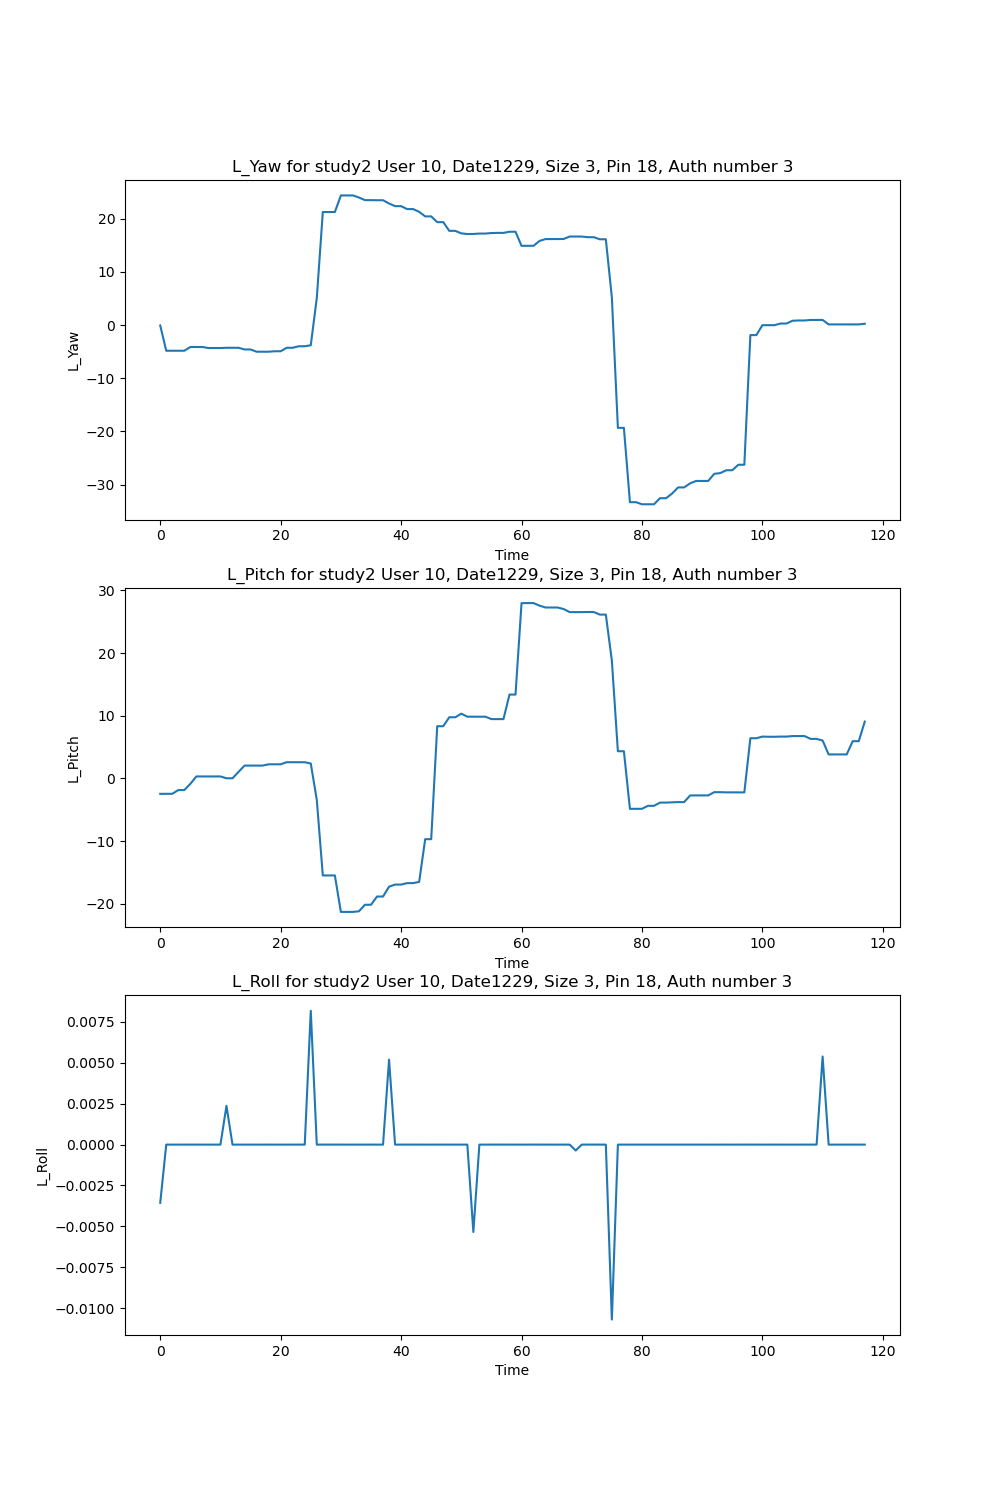 L_Yaw for study2 User 10, Date1229, Size 3, Pin 18, Auth number 3
20
10
0
−10
−20
−30
L_Yaw
0 20 40 60 80 100 120
Time
L_Pitch for study2 User 10, Date1229, Size 3, Pin 18, Auth number 3
30
20
10
0
−10
−20
L_Pitch
0 20 40 60 80 100 120
Time
L_Roll for study2 User 10, Date1229, Size 3, Pin 18, Auth number 3
0.0075
0.0050
0.0025
0.0000
−0.0025
−0.0050
−0.0075
−0.0100
L_Roll
0 20 40 60 80 100 120
Time